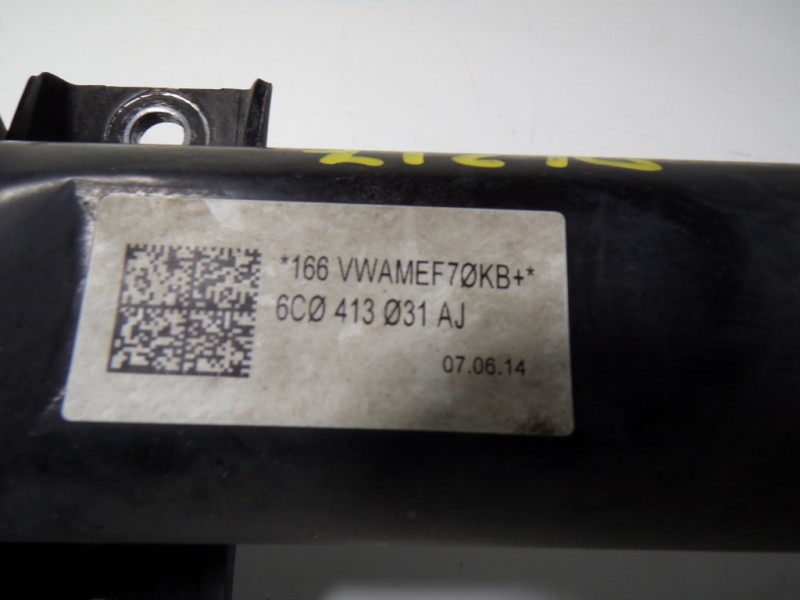 *166 VWAMEF7ØKB+*
6CØ 413 Ø31 AJ
07.06.14